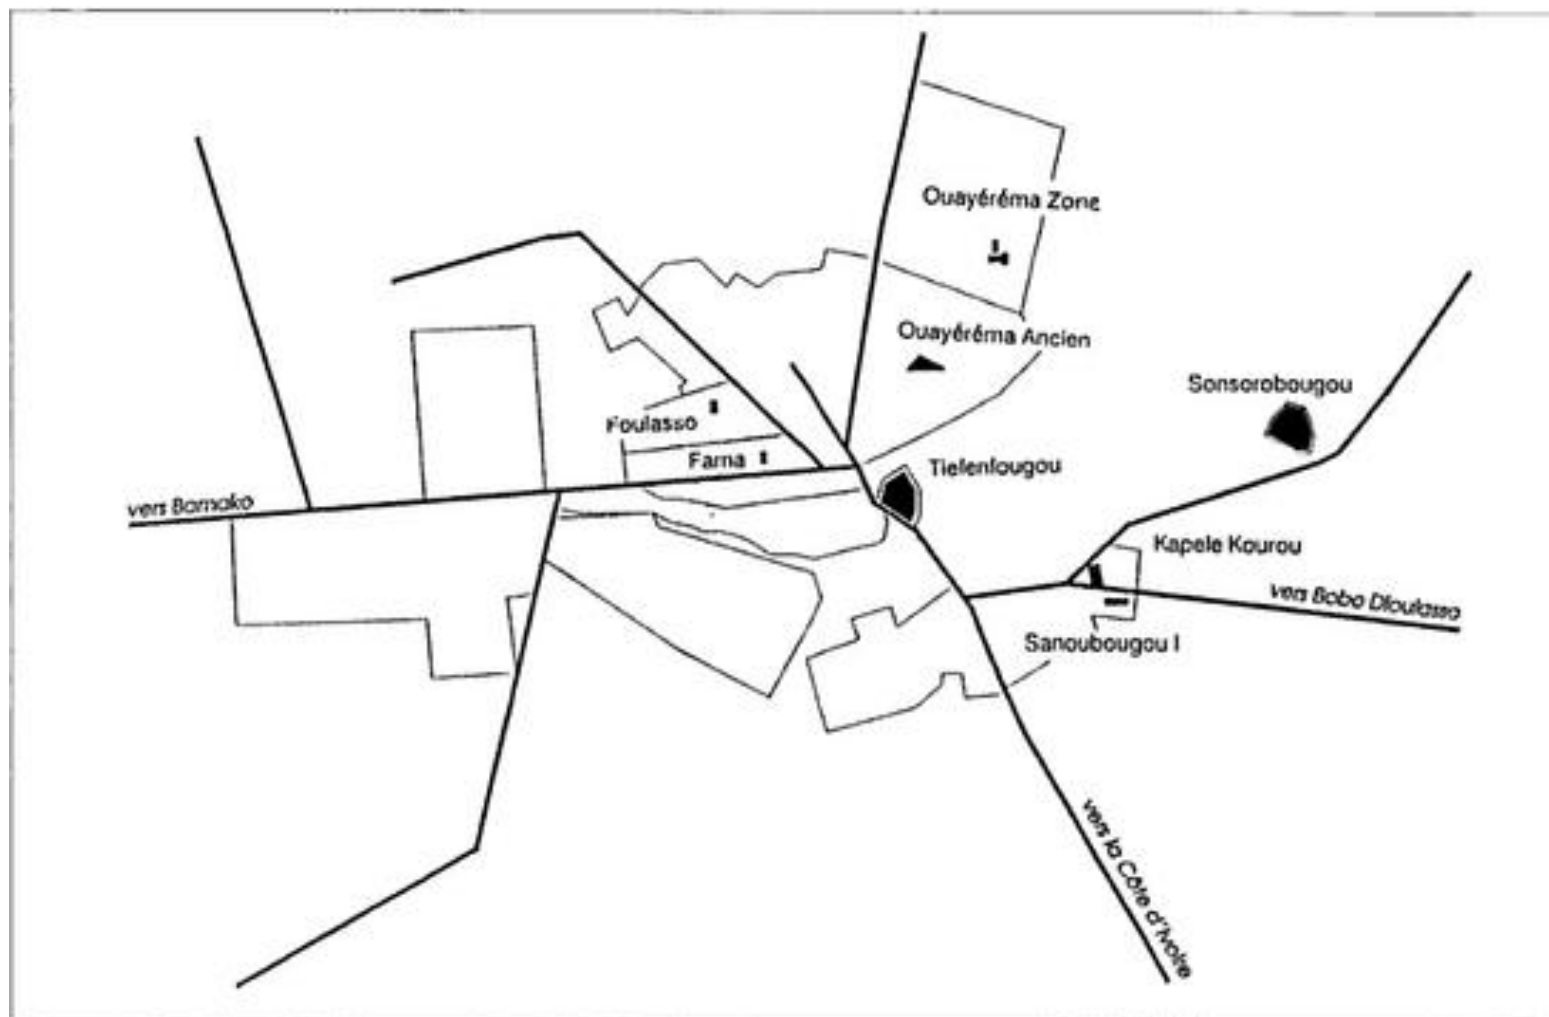 Ouayéréma Zone
Ouayéréma Ancien
Sonsorobougou
Foulasso
Farna
Tiefenfougou
vers Bamako
Kapele Kourou
vers Bobo Dioulasso
Sanoubougou I
vers la Côte d'Ivoire